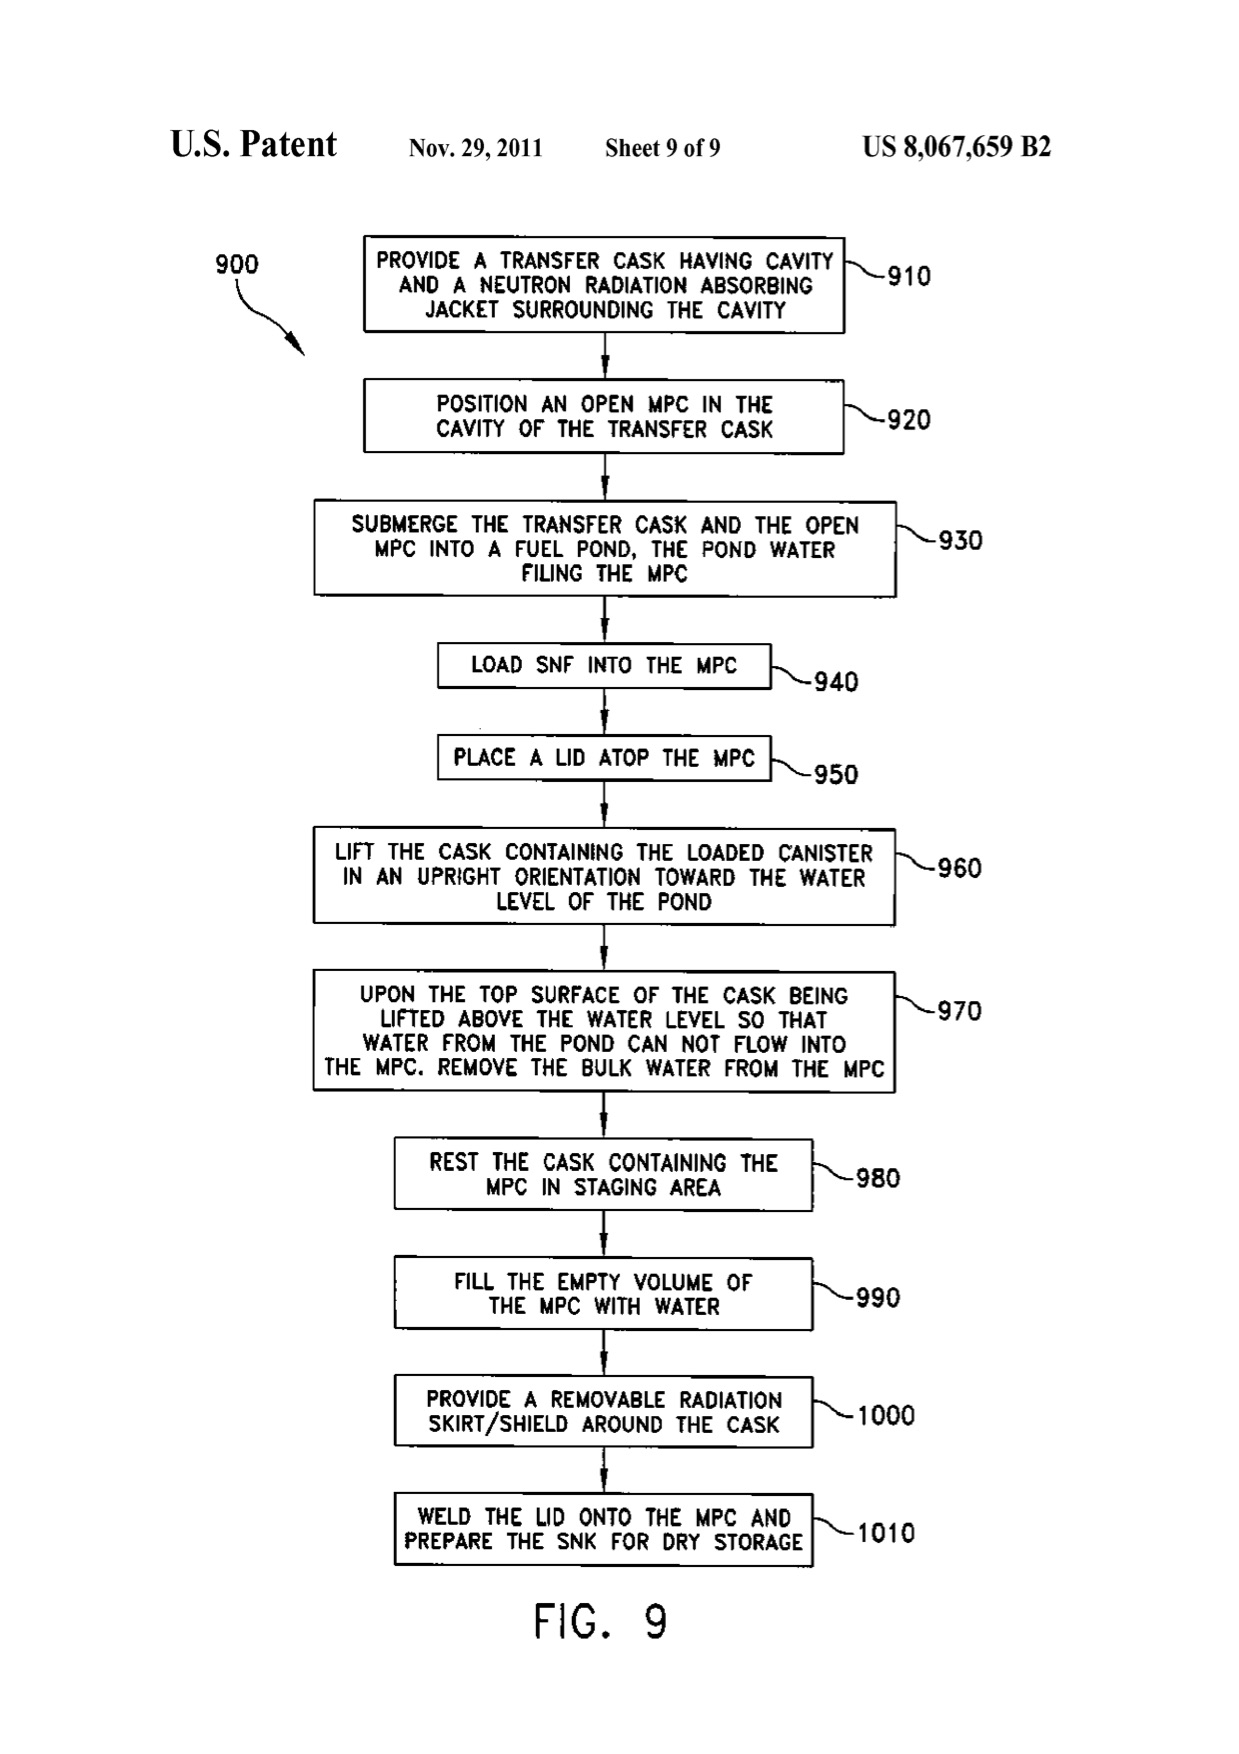 U.S. Patent Nov. 29, 2011 Sheet 9 of 9 US 8,067,659 B2
900
PROVIDE A TRANSFER CASK HAVING CAVITY
AND A NEUTRON RADIATION ABSORBING
JACKET SURROUNDING THE CAVITY
910
POSITION AN OPEN MPC IN THE
CAVITY OF THE TRANSFER CASK
920
SUBMERGE THE TRANSFER CASK AND THE OPEN
MPC INTO A FUEL POND, THE POND WATER
FILING THE MPC
930
LOAD SNF INTO THE MPC
940
PLACE A LID ATOP THE MPC
950
LIFT THE CASK CONTAINING THE LOADED CANISTER
IN AN UPRIGHT ORIENTATION TOWARD THE WATER
LEVEL OF THE POND
960
UPON THE TOP SURFACE OF THE CASK BEING
LIFTED ABOVE THE WATER LEVEL SO THAT
WATER FROM THE POND CAN NOT FLOW INTO
THE MPC. REMOVE THE BULK WATER FROM THE MPC
970
REST THE CASK CONTAINING THE
MPC IN STAGING AREA
980
FILL THE EMPTY VOLUME OF
THE MPC WITH WATER
990
PROVIDE A REMOVABLE RADIATION
SKIRT/SHIELD AROUND THE CASK
1000
WELD THE LID ONTO THE MPC AND
PREPARE THE SNK FOR DRY STORAGE
1010
FIG. 9